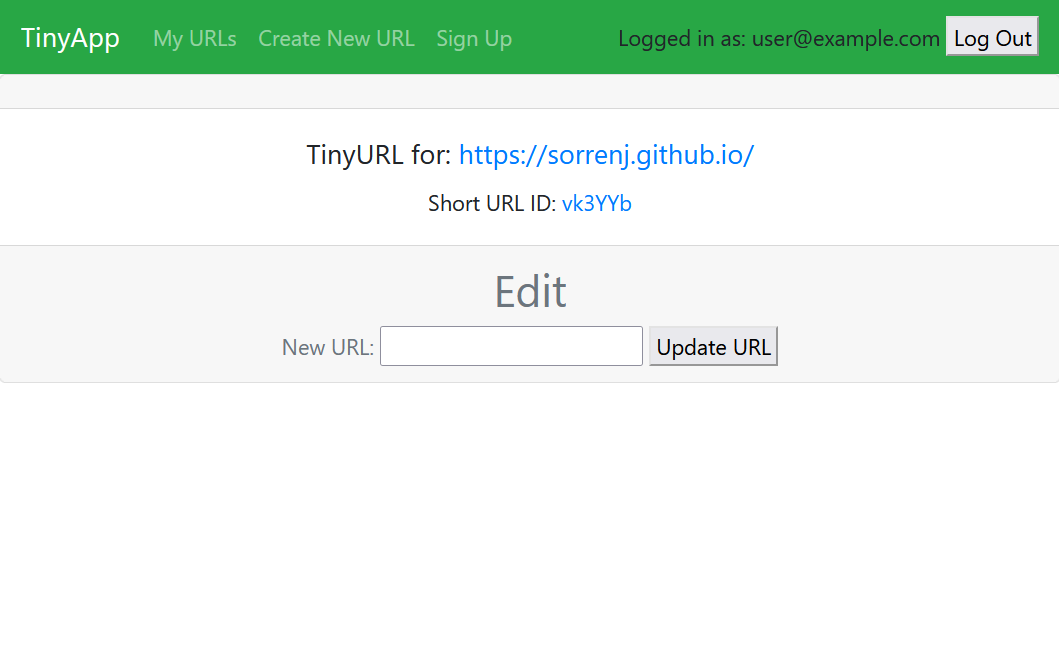 TinyApp My URLs Create New URL Sign Up Logged in as: user@example.com Log Out
TinyURL for: https://sorrenj.github.io/
Short URL ID: vk3YYb
Edit
New URL: Update URL